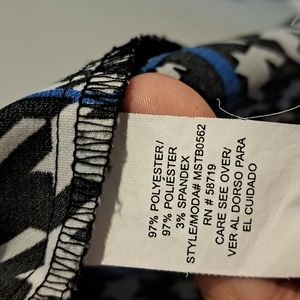 97% POLYESTER/
97% POLIÉSTER
3% SPANDEX
STYLE/MODA# MSTB0562
RN # 58719
CARE SEE OVER/
VER AL DORSO PARA
EL CUIDADO